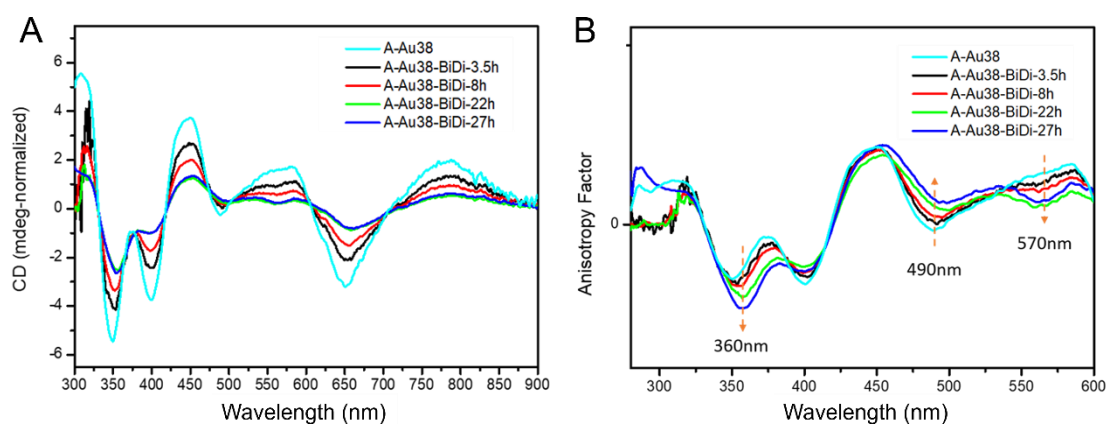 A
CD (mdeg-normalized)
6
4
2
0
-2
-4
-6
A-Au38
A-Au38-BiDi-3.5h
A-Au38-BiDi-8h
A-Au38-BiDi-22h
A-Au38-BiDi-27h
300 350 400 450 500 550 600 650 700 750 800 850 900
Wavelength (nm)
B
Anisotropy Factor
0
A-Au38
A-Au38-BiDi-3.5h
A-Au38-BiDi-8h
A-Au38-BiDi-22h
A-Au38-BiDi-27h
360nm
490nm
570nm
300 350 400 450 500 550 600
Wavelength (nm)